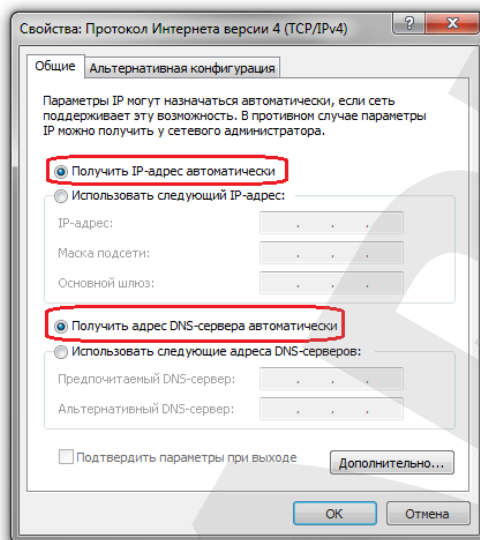 Свойства: Протокол Интернета версии 4 (TCP/IPv4)
Общие
Альтернативная конфигурация
Параметры IP могут назначаться автоматически, если сеть
поддерживает эту возможность. В противном случае параметры
IP можно получить у сетевого администратора.
Получить IP-адрес автоматически
Использовать следующий IP-адрес:
IP-адрес:
Маска подсети:
Основной шлюз:
Получить адрес DNS-сервера автоматически
Использовать следующие адреса DNS-серверов:
Предпочитаемый DNS-сервер:
Альтернативный DNS-сервер:
Подтвердить параметры при выходе
Дополнительно...
ОК
Отмена